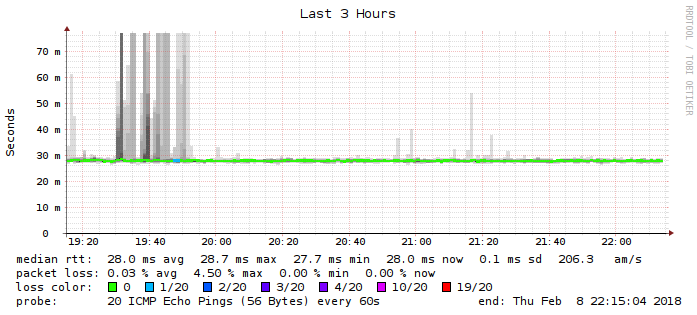 Last 3 Hours
RRDTOOL / TOBI OETIKER
Seconds
70 m
60 m
50 m
40 m
30 m
20 m
10 m
0
19:20 19:40 20:00 20:20 20:40 21:00 21:20 21:40 22:00
median rtt: 28.0 ms avg 28.7 ms max 27.7 ms min 28.0 ms now 0.1 ms sd 206.3 am/s
packet loss: 0.03 % avg 4.50 % max 0.00 % min 0.00 % now
loss color: 0 1/20 2/20 3/20 4/20 10/20 19/20
probe: 20 ICMP Echo Pings (56 Bytes) every 60s end: Thu Feb 8 22:15:04 2018